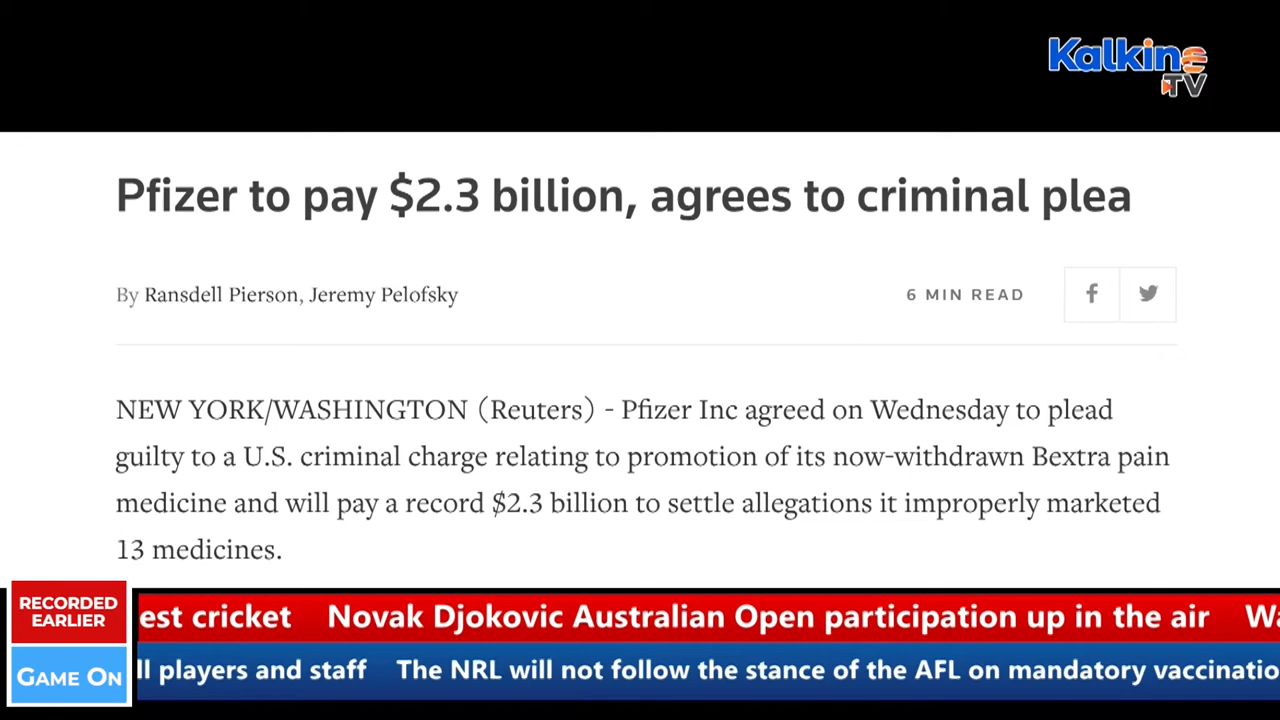 Kalkine
TV
Pfizer to pay $2.3 billion, agrees to criminal plea
By Ransdell Pierson, Jeremy Pelofsky
6 MIN READ
NEW YORK/WASHINGTON (Reuters) - Pfizer Inc agreed on Wednesday to plead
guilty to a U.S. criminal charge relating to promotion of its now-withdrawn Bextra pain
medicine and will pay a record $2.3 billion to settle allegations it improperly marketed
13 medicines.
RECORDED
EARLIER
est cricket Novak Djokovic Australian Open participation up in the air
GAME ON
ll players and staff The NRL will not follow the stance of the AFL on mandatory vaccinatio